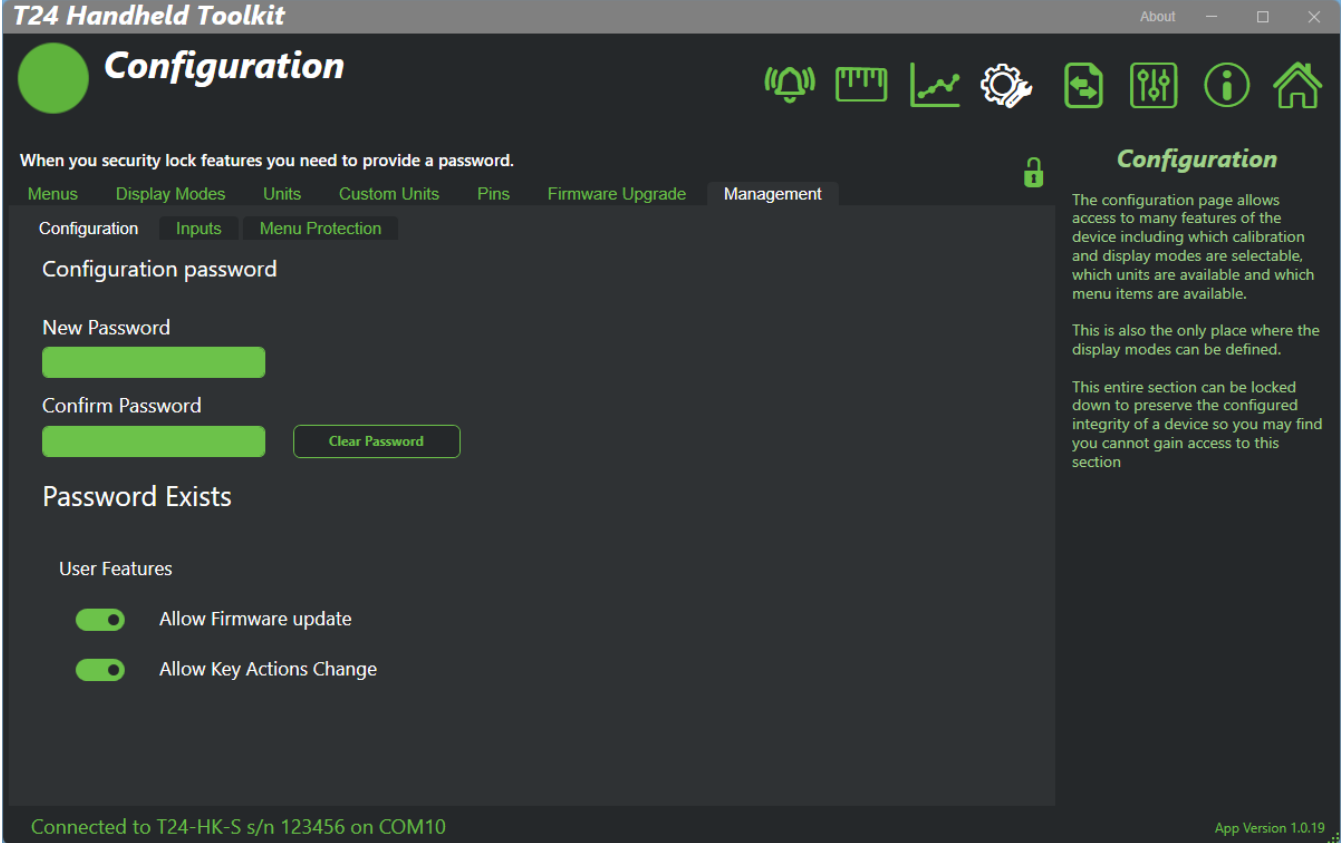 T24 Handheld Toolkit
About
Configuration
When you security lock features you need to provide a password.
Menus Display Modes Units Custom Units Pins Firmware Upgrade Management
Configuration Inputs Menu Protection
Configuration password
New Password
Confirm Password
Clear Password
Password Exists
User Features
Allow Firmware update
Allow Key Actions Change
Configuration
The configuration page allows
access to many features of the
device including which calibration
and display modes are selectable,
which units are available and which
menu items are available.
This is also the only place where the
display modes can be defined.
This entire section can be locked
down to preserve the configured
integrity of a device so you may find
you cannot gain access to this
section
Connected to T24-HK-S s/n 123456 on COM10
App Version 1.0.19